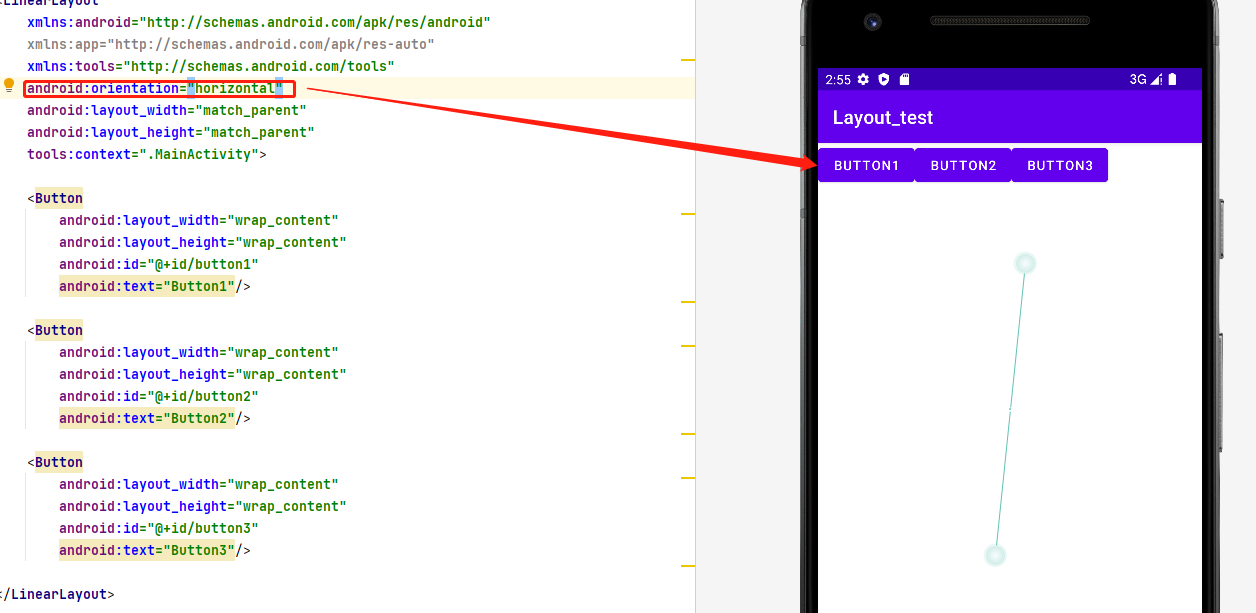 <LinearLayout
xmlns:android="http://schemas.android.com/apk/res/android"
xmlns:app="http://schemas.android.com/apk/res-auto"
xmlns:tools="http://schemas.android.com/tools"
android:orientation="horizontal"
android:layout_width="match_parent"
android:layout_height="match_parent"
tools:context=".MainActivity">
<Button
android:layout_width="wrap_content"
android:layout_height="wrap_content"
android:id="@+id/button1"
android:text="Button1"/>
<Button
android:layout_width="wrap_content"
android:layout_height="wrap_content"
android:id="@+id/button2"
android:text="Button2"/>
<Button
android:layout_width="wrap_content"
android:layout_height="wrap_content"
android:id="@+id/button3"
android:text="Button3"/>
</LinearLayout>
2:55 3G
Layout_test
BUTTON1 BUTTON2 BUTTON3